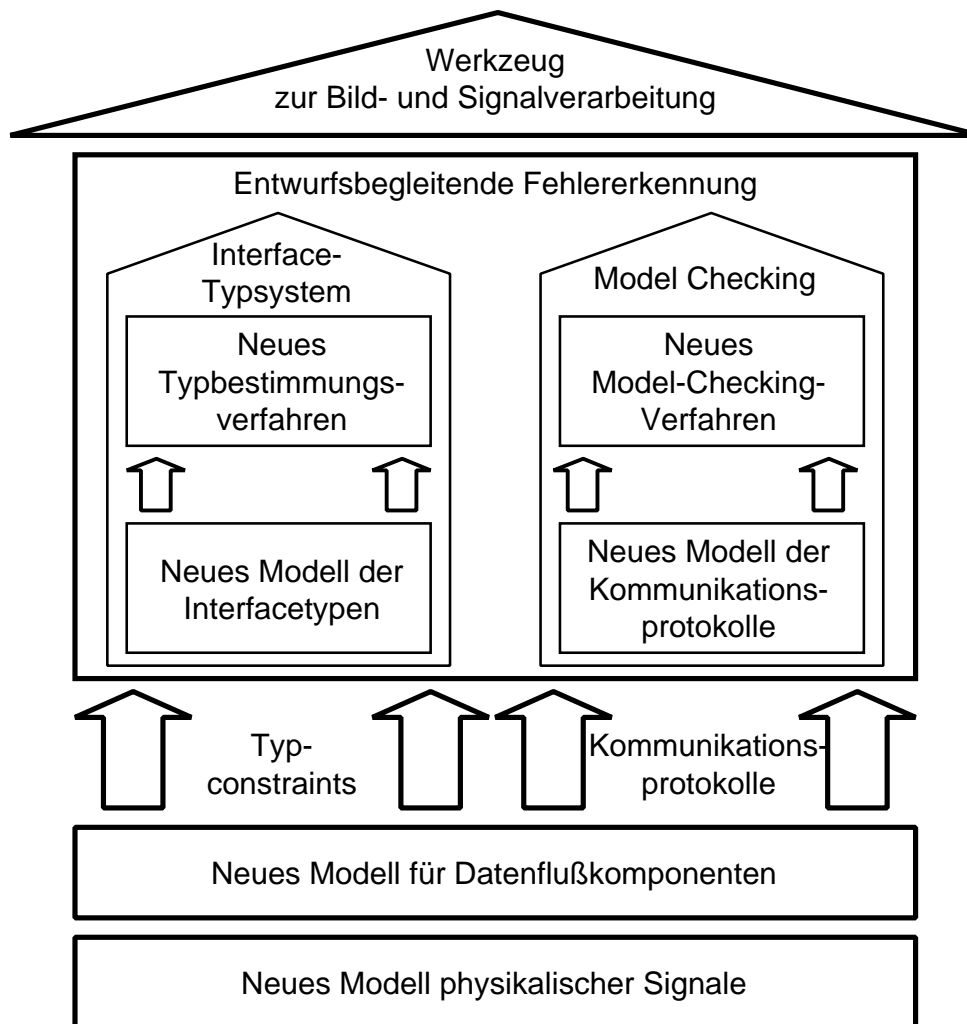 Werkzeug
zur Bild- und Signalverarbeitung
Entwurfsbegleitende Fehlererkennung
Interface-
Typsystem
Neues
Typbestimmungs-
verfahren
Neues Modell der
Interfacetypen
Model Checking
Neues
Model-Checking-
Verfahren
Neues Modell der
Kommunikations-
protokolle
Typ-
constraints
Kommunikations-
protokolle
Neues Modell für Datenflußkomponenten
Neues Modell physikalischer Signale